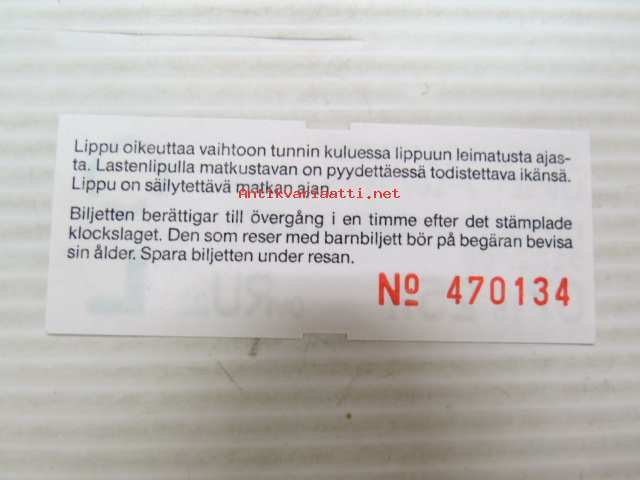 Lippu oikeuttaa vaihtoon tunnin kuluessa lippuun leimatusta ajas-
ta. Lastenlipulla matkustavan on pyydettäessä todistettava ikänsä.
Lippu on säilytettävä matkan ajan.
Antikvariaatti.net
Biljetten berättigar till övergång i en timme efter det stämplade
klockslaget. Den som reser med barnbiljett bör på begäran bevisa
sin ålder. Spara biljetten under resan.
Nº 470134